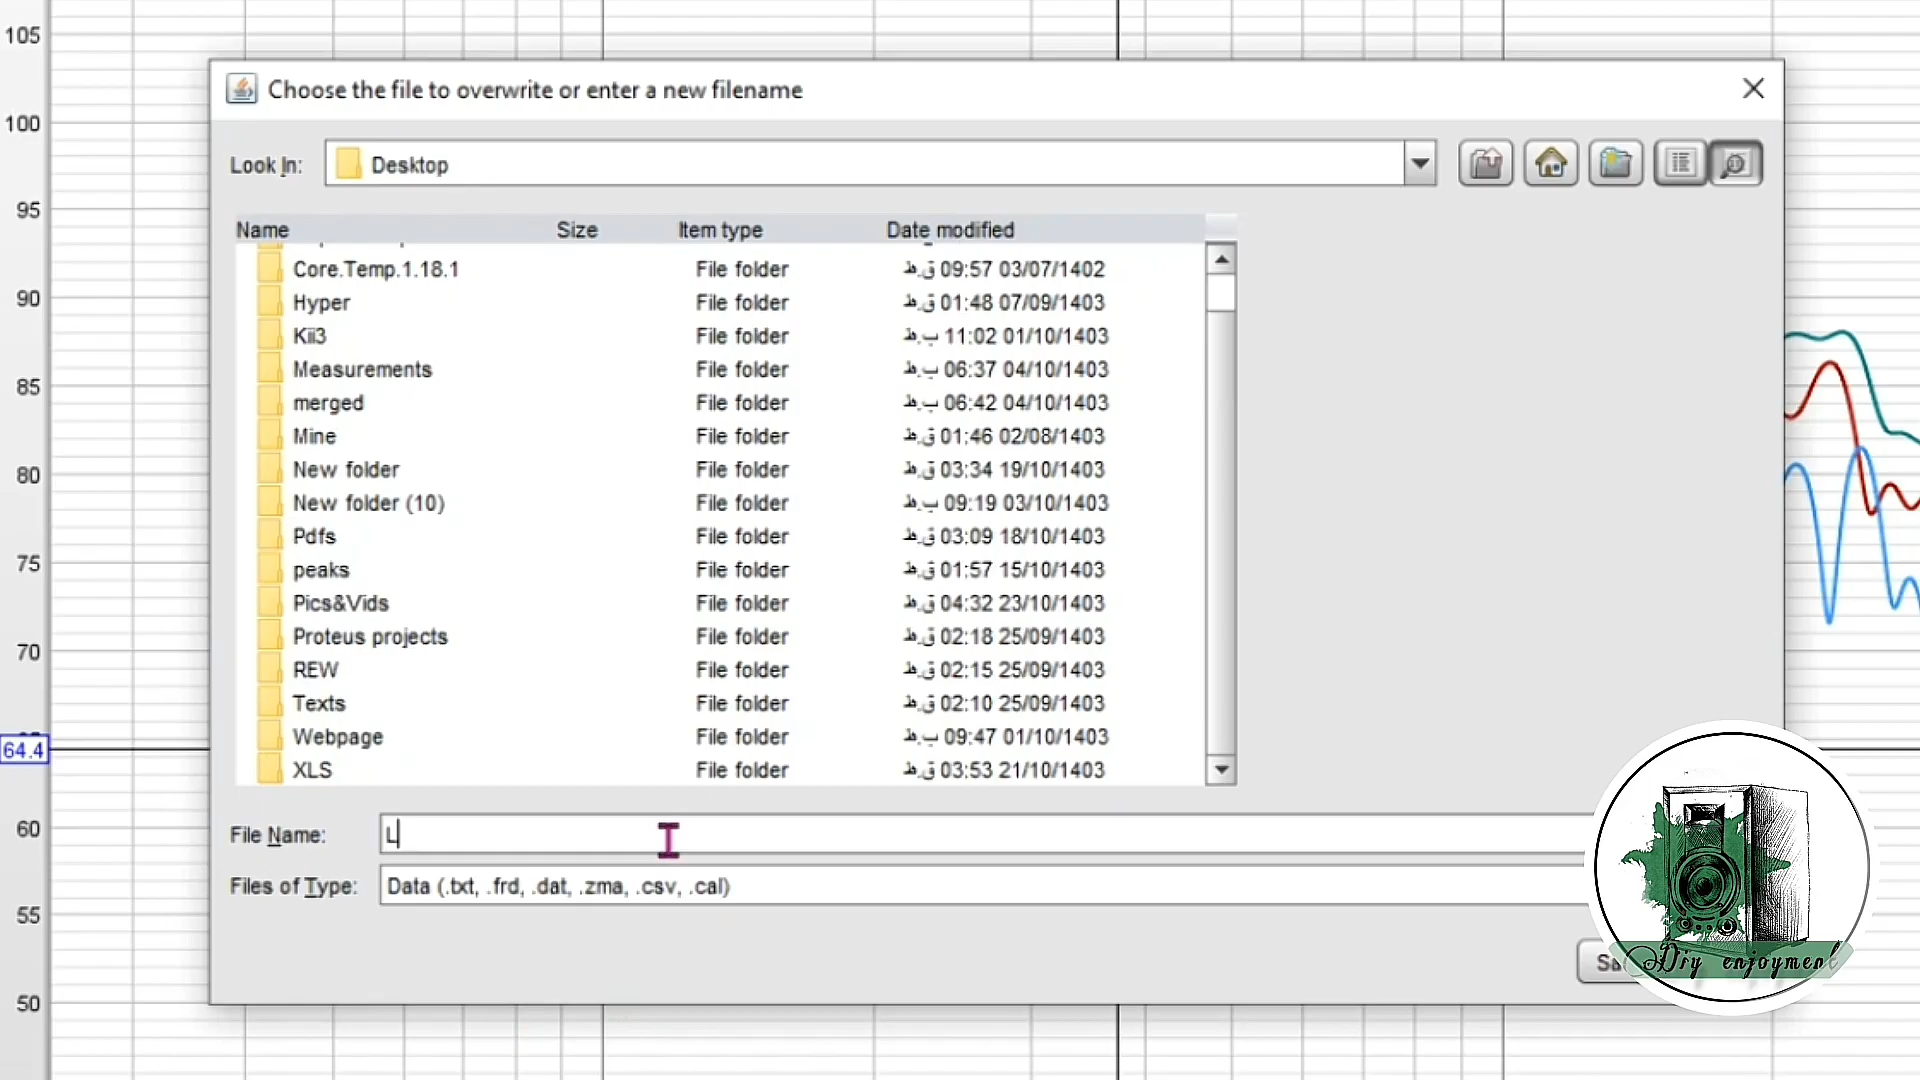 105
Choose the file to overwrite or enter a new filename
100
Look In: Desktop
95
Name Size Item type Date modified
Core.Temp.1.18.1 File folder 03/07/1402 09:57 ق.ظ
90
Hyper File folder 07/09/1403 01:48 ق.ظ
Kii3 File folder 01/10/1403 11:02 ب.ظ
Measurements File folder 04/10/1403 06:37 ب.ظ
85
merged File folder 04/10/1403 06:42 ب.ظ
Mine File folder 02/08/1403 01:46 ق.ظ
New folder File folder 19/10/1403 03:34 ق.ظ
80
New folder (10) File folder 03/10/1403 09:19 ب.ظ
Pdfs File folder 18/10/1403 03:09 ق.ظ
75
peaks File folder 15/10/1403 01:57 ق.ظ
Pics&Vids File folder 23/10/1403 04:32 ق.ظ
Proteus projects File folder 25/09/1403 02:18 ق.ظ
70
REW File folder 25/09/1403 02:15 ق.ظ
Texts File folder 25/09/1403 02:10 ق.ظ
Webpage File folder 01/10/1403 09:47 ب.ظ
64.4
XLS File folder 21/10/1403 03:53 ق.ظ
60
File Name: L
Files of Type: Data (.txt, .frd, .dat, .zma, .csv, .cal)
55
Diy enjoyment
50